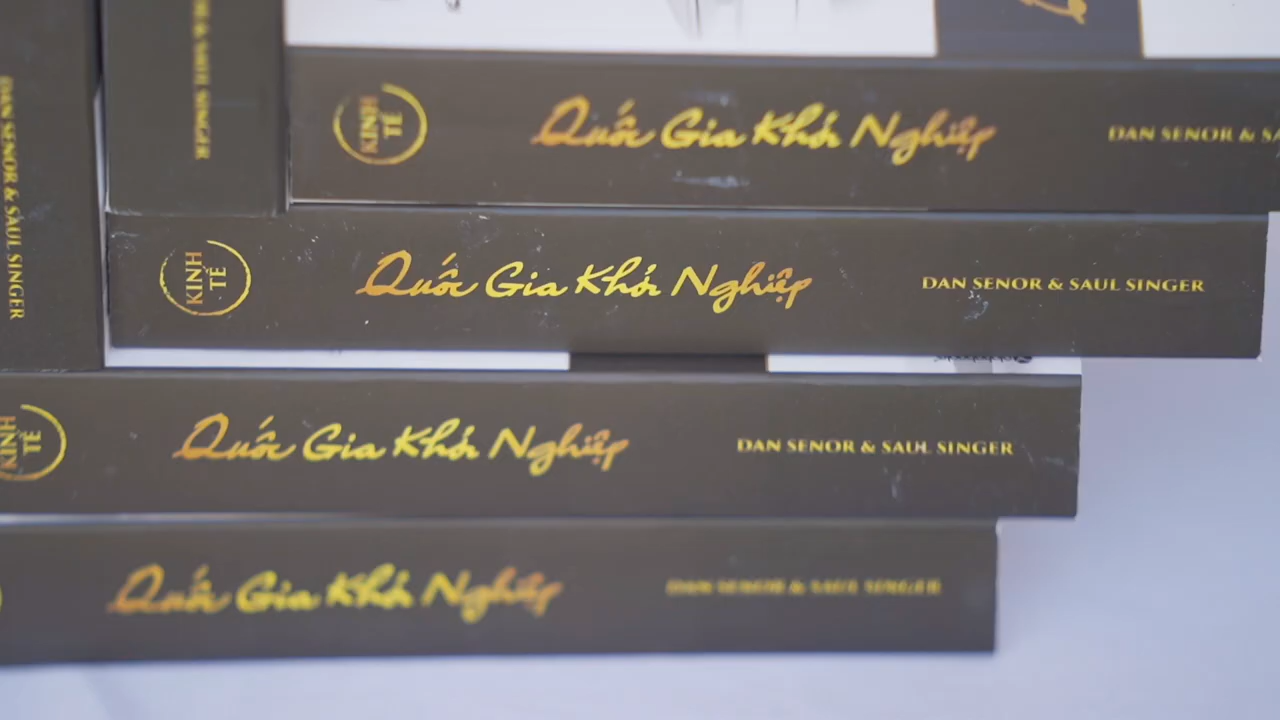 DAN SENOR & SAUL SINGER
& SAUL SINGER
KINH TẾ Quốc Gia Khởi Nghiệp DAN SENOR &
KINH TẾ Quốc Gia Khởi Nghiệp DAN SENOR & SAUL SINGER
KINH TẾ Quốc Gia Khởi Nghiệp DAN SENOR & SAUL SINGER
Quốc Gia Khởi Nghiệp DAN SENOR & SAUL SINGER